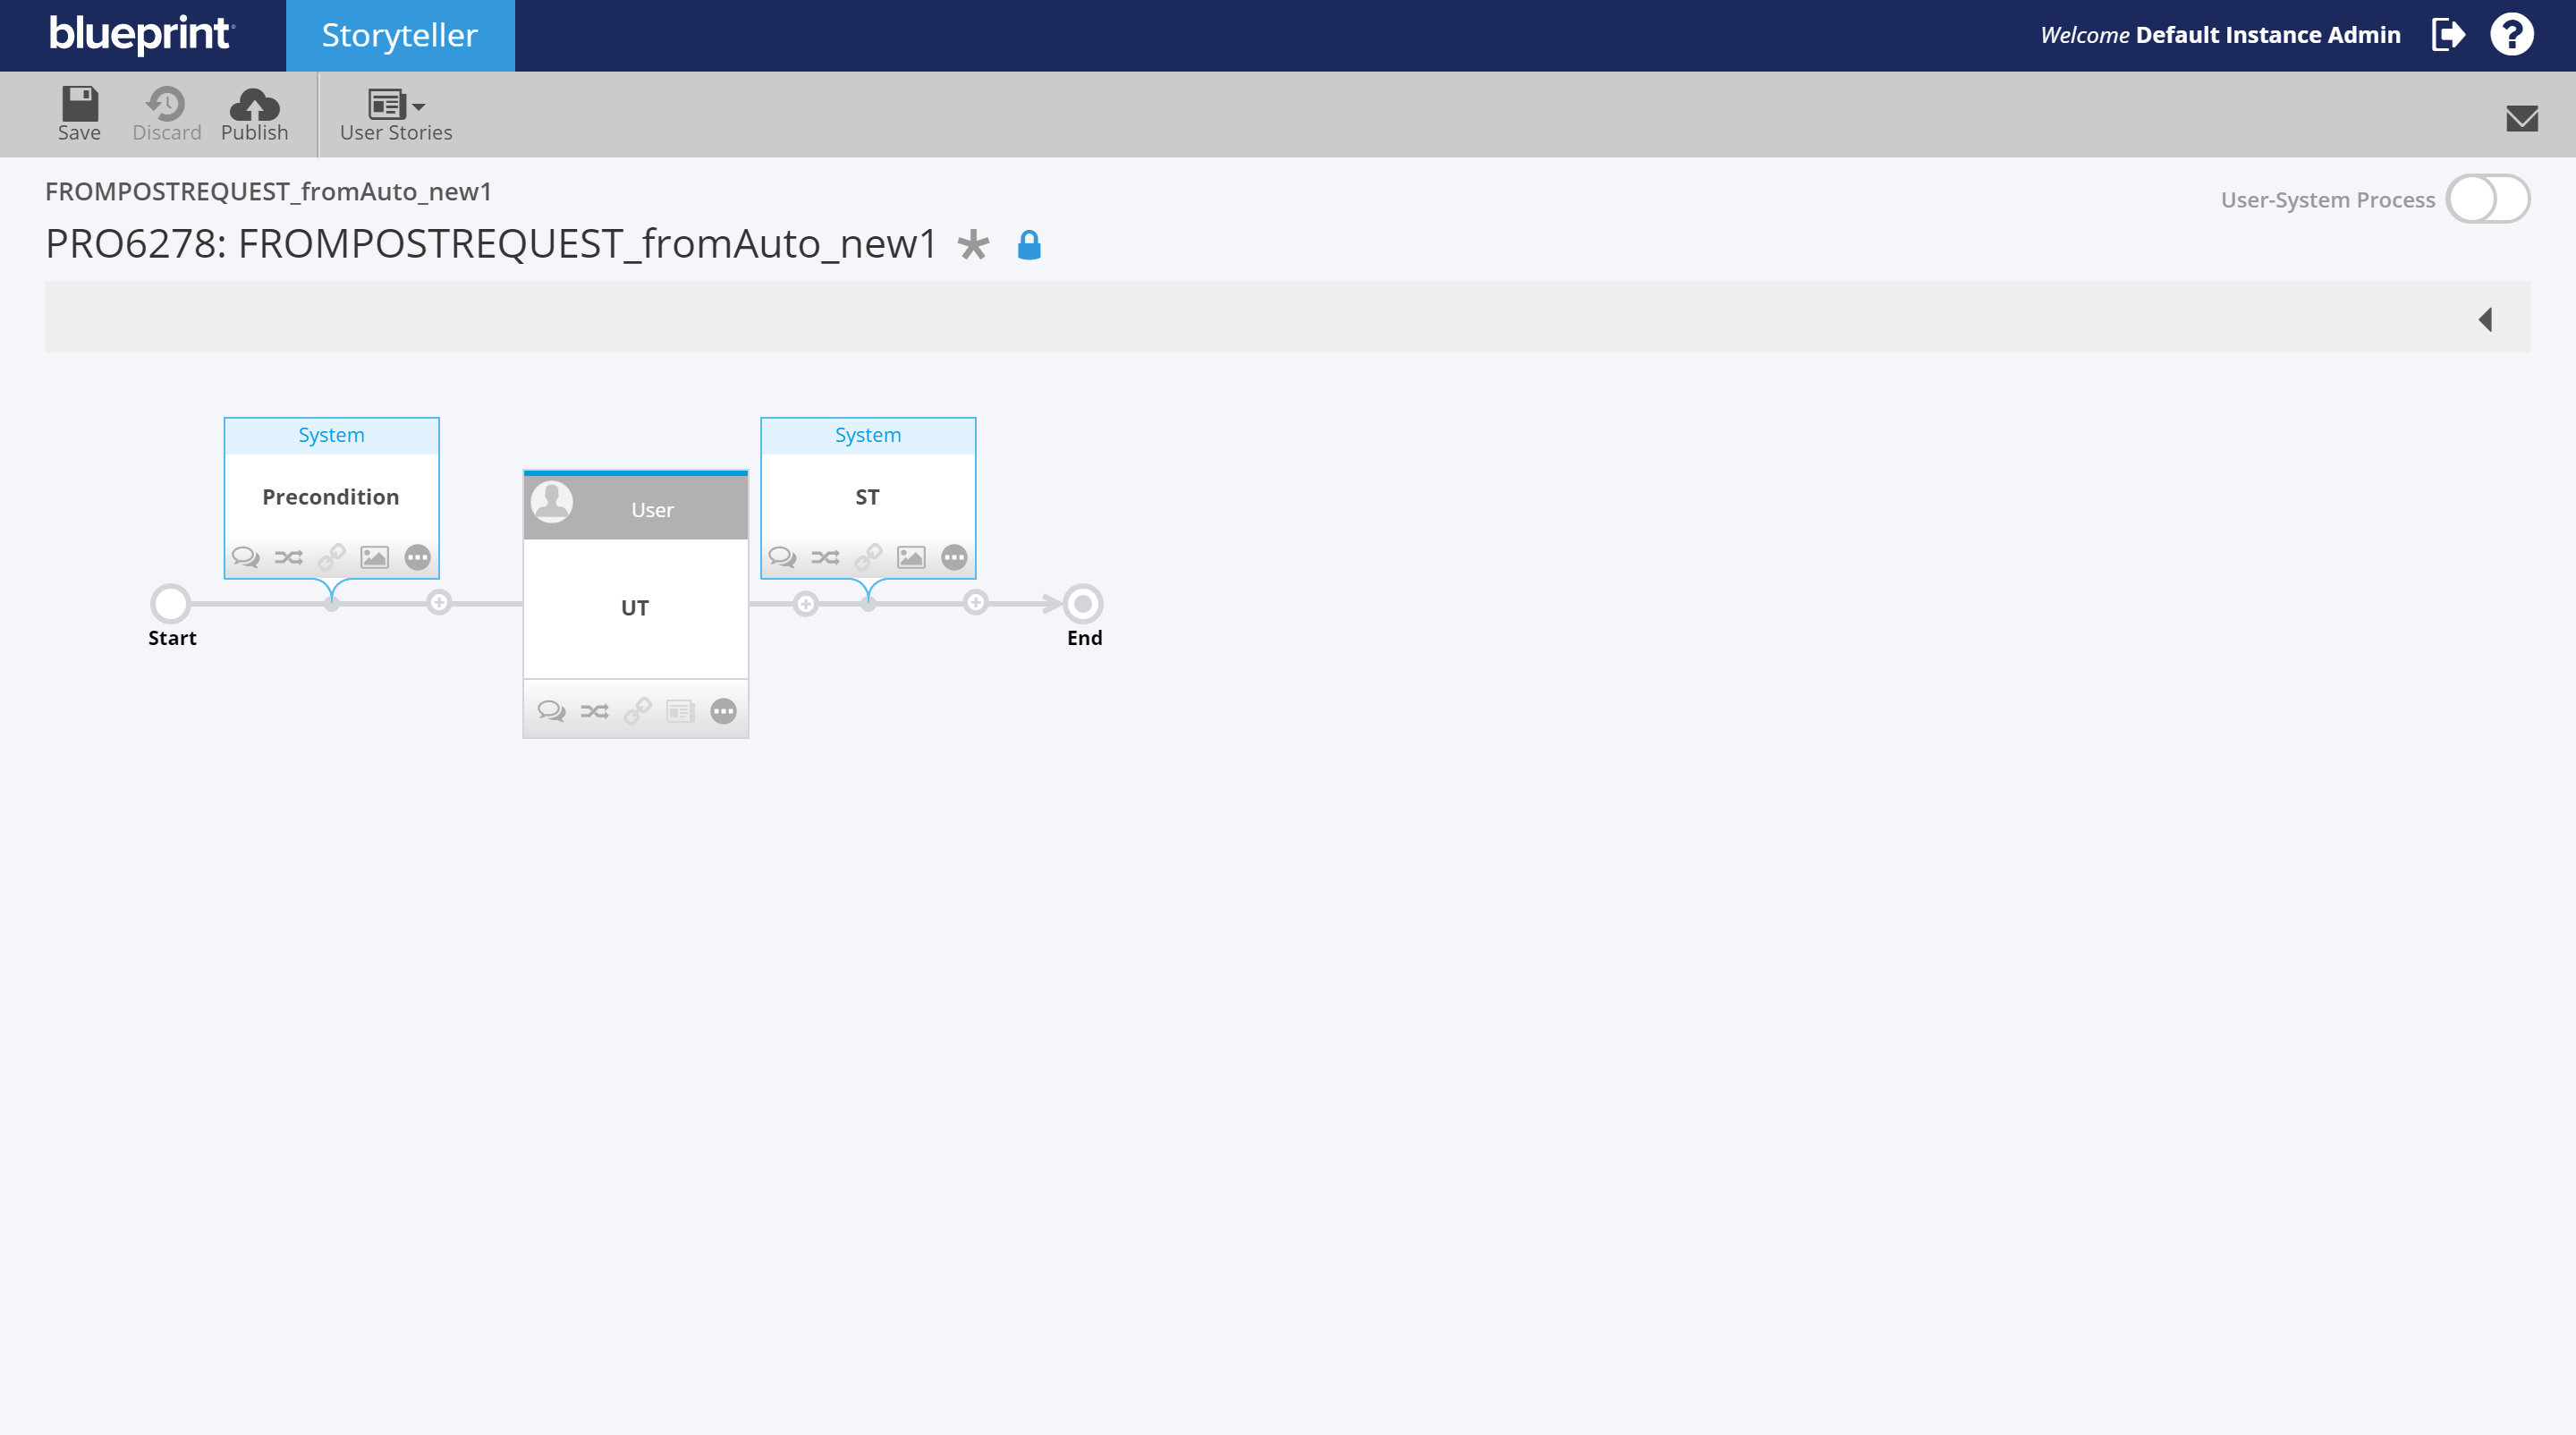 blueprint
Storyteller
Welcome Default Instance Admin
Save
Discard
Publish
User Stories
FROMPOSTREQUEST_fromAuto_new1
User-System Process
PRO6278: FROMPOSTREQUEST_fromAuto_new1 *
System
Precondition
User
UT
System
ST
Start
End